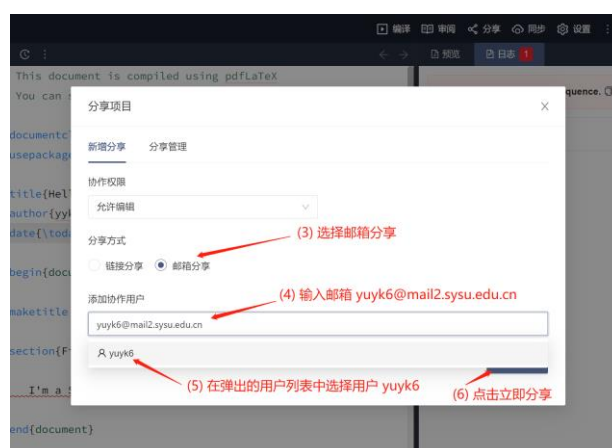 编译 审阅 分享 同步 设置
预览 日志 1
This document is compiled using pdfLaTeX
You can
quence.
分享项目
documentc
新增分享 分享管理
usepackage
协作权限
title{Hel
允许编辑
author{yyk
date{\toda
分享方式
(3) 选择邮箱分享
链接分享 邮箱分享
begin{docu
(4) 输入邮箱 yuyk6@mail2.sysu.edu.cn
添加协作用户
maketitle
yuyk6@mail2.sysu.edu.cn
section{F
yuyk6
(5) 在弹出的用户列表中选择用户 yuyk6
(6) 点击立即分享
I'm a
end{document}